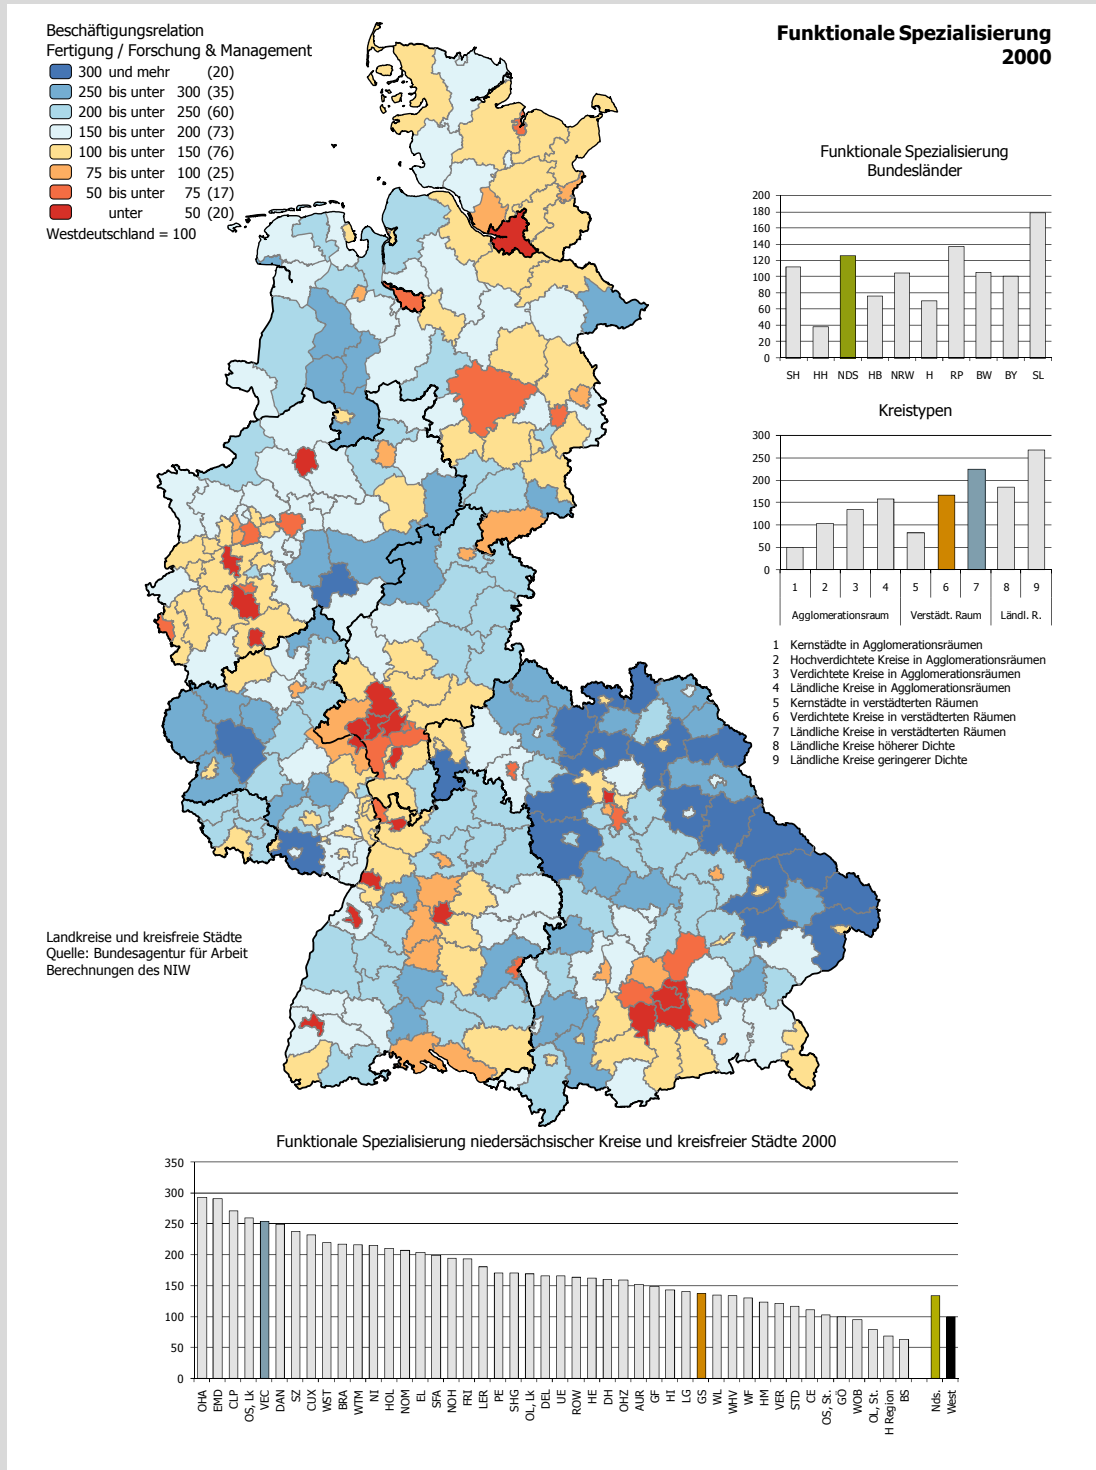 Beschäftigungsrelation
Fertigung / Forschung & Management
300 und mehr (20)
250 bis unter 300 (35)
200 bis unter 250 (60)
150 bis unter 200 (73)
100 bis unter 150 (76)
75 bis unter 100 (25)
50 bis unter 75 (17)
unter 50 (20)
Westdeutschland = 100
Funktionale Spezialisierung
2000
Funktionale Spezialisierung
Bundesländer
200
180
160
140
120
100
80
60
40
20
0
SH HH NDS HB NRW H RP BW BY SL
Kreistypen
300
250
200
150
100
50
0
1 2 3 4 5 6 7 8 9
Agglomerationsraum Verstädt. Raum Ländl. R.
1 Kernstädte in Agglomerationsräumen
2 Hochverdichtete Kreise in Agglomerationsräumen
3 Verdichtete Kreise in Agglomerationsräumen
4 Ländliche Kreise in Agglomerationsräumen
5 Kernstädte in verstädterten Räumen
6 Verdichtete Kreise in verstädterten Räumen
7 Ländliche Kreise in verstädterten Räumen
8 Ländliche Kreise höherer Dichte
9 Ländliche Kreise geringerer Dichte
Landkreise und kreisfreie Städte
Quelle: Bundesagentur für Arbeit
Berechnungen des NIW
Funktionale Spezialisierung niedersächsischer Kreise und kreisfreier Städte 2000
350
300
250
200
150
100
50
0
OHA EMD CLP OS, Lk VEC DAN SZ CUX WST BRA WTM NI HOL NOM EL SFA NOH FRI LER PE SHG OL, Lk DEL UE ROW HE DH OHZ AUR GF HI LG GS WL WHV WF HM VER STD CE OS, St. GÖ WOB OL, St. H Region BS Nds. West